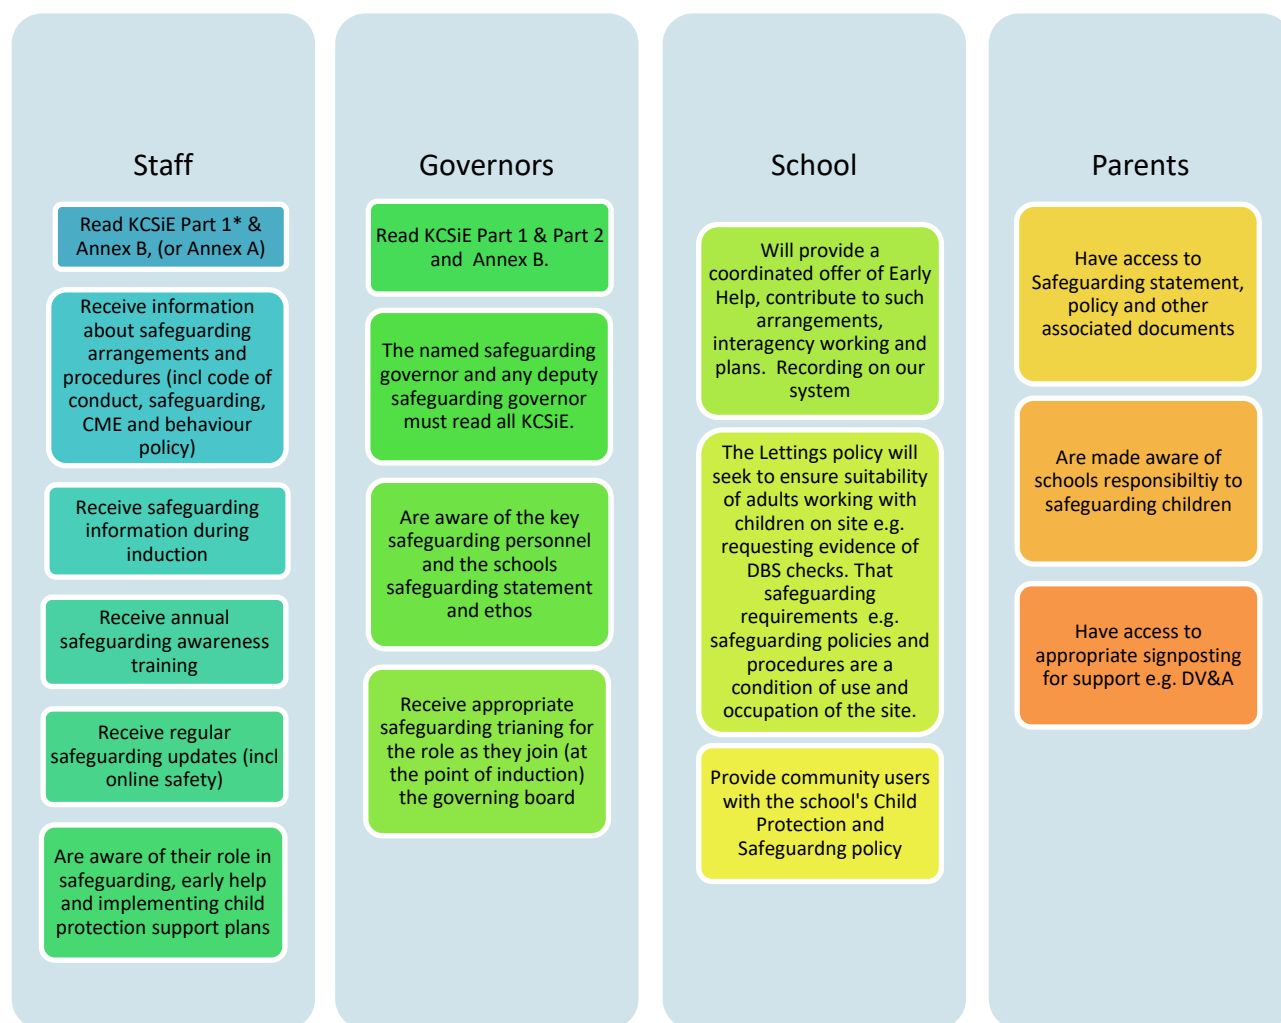 Staff
Read KCSiE Part 1* &
Annex B, (or Annex A)
Receive information
about safeguarding
arrangements and
procedures (incl code of
conduct, safeguarding,
CME and behaviour
policy)
Receive safeguarding
information during
induction
Receive annual
safeguarding awareness
training
Receive regular
safeguarding updates (incl
online safety)
Are aware of their role in
safeguarding, early help
and implementing child
protection support plans
Governors
Read KCSiE Part 1 & Part 2
and Annex B.
The named safeguarding
governor and any deputy
safeguarding governor
must read all KCSiE.
Are aware of the key
safeguarding personnel
and the schools
safeguarding statement
and ethos
Receive appropriate
safeguarding trianing for
the role as they join (at
the point of induction)
the governing board
School
Will provide a
coordinated offer of Early
Help, contribute to such
arrangements,
interagency working and
plans. Recording on our
system
The Lettings policy will
seek to ensure suitability
of adults working with
children on site e.g.
requesting evidence of
DBS checks. That
safeguarding
requirements e.g.
safeguarding policies and
procedures are a
condition of use and
occupation of the site.
Provide community users
with the school's Child
Protection and
Safeguardng policy
Parents
Have access to
Safeguarding statement,
policy and other
associated documents
Are made aware of
schools responsibiltiy to
safeguarding children
Have access to
appropriate signposting
for support e.g. DV&A